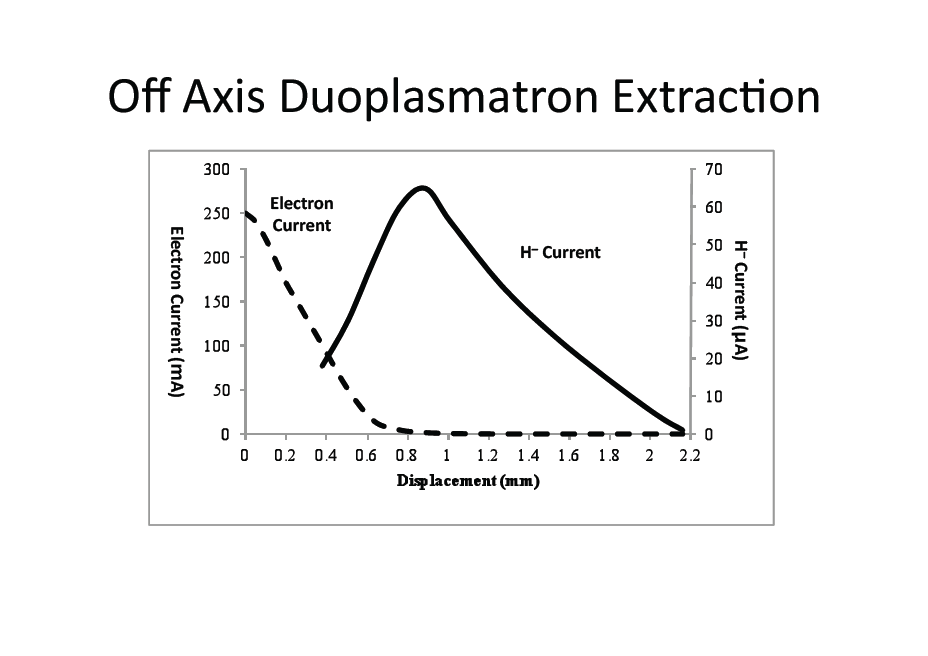 Off Axis Duoplasmatron Extraction
300
250
200
150
100
50
0
Electron Current (mA)
Electron
Current
H⁻ Current
70
60
50
40
30
20
10
0
H⁻ Current (µA)
0 0.2 0.4 0.6 0.8 1 1.2 1.4 1.6 1.8 2 2.2
Displacement (mm)